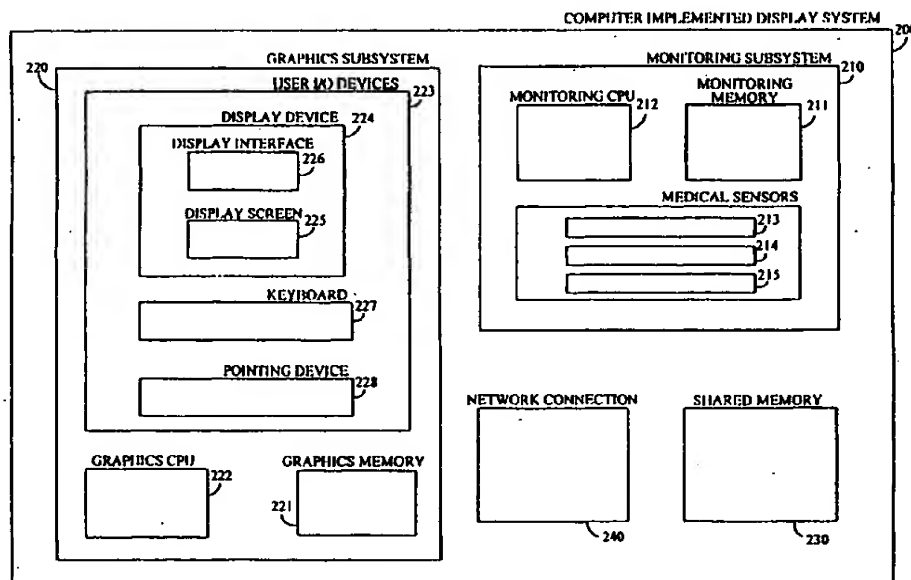 COMPUTER IMPLEMENTED DISPLAY SYSTEM
200
GRAPHICS SUBSYSTEM
220
USER I/O DEVICES
223
DISPLAY DEVICE
224
DISPLAY INTERFACE
226
DISPLAY SCREEN
225
KEYBOARD
227
POINTING DEVICE
228
GRAPHICS CPU
222
GRAPHICS MEMORY
221
MONITORING SUBSYSTEM
210
MONITORING CPU
212
MONITORING
MEMORY
211
MEDICAL SENSORS
213
214
215
NETWORK CONNECTION
240
SHARED MEMORY
230